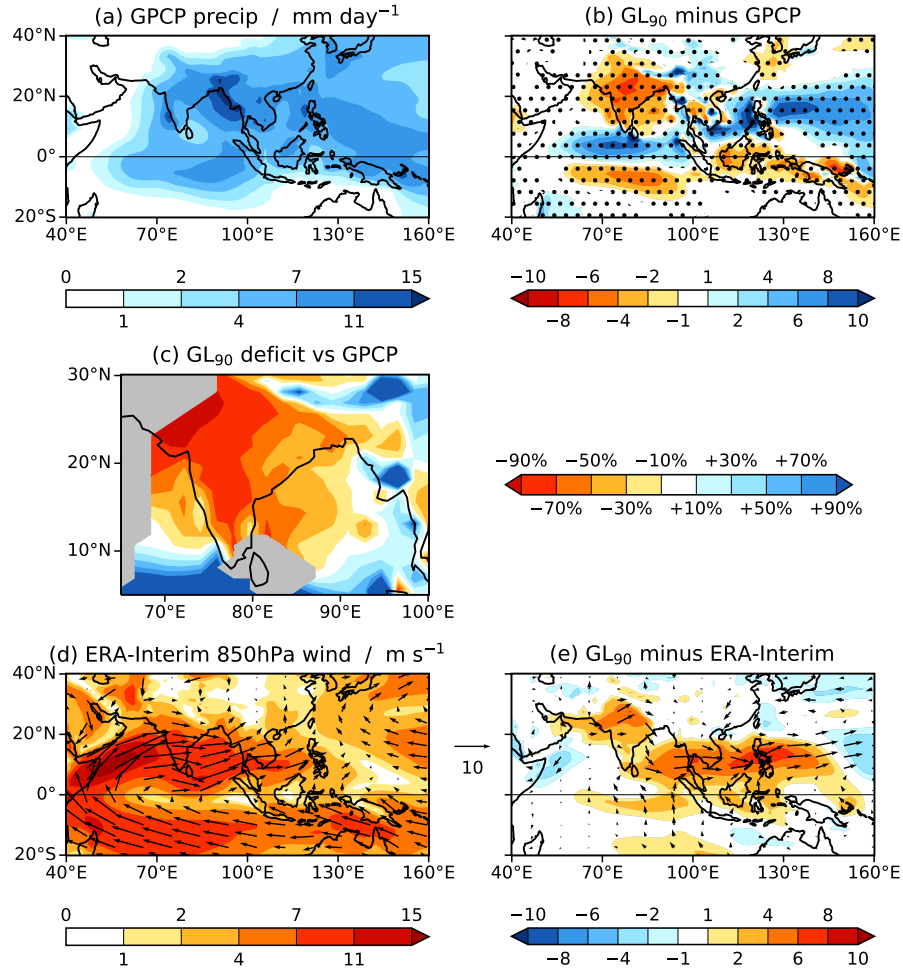 (a) GPCP precip / mm day⁻¹
(b) GL₉₀ minus GPCP
40°N
20°N
0°
20°S
40°E 70°E 100°E 130°E 160°E
40°E 70°E 100°E 130°E 160°E
0 2 7 15
1 4 11
−10 −6 −2 1 4 8
−8 −4 −1 2 6 10
(c) GL₉₀ deficit vs GPCP
30°N
20°N
10°N
70°E 80°E 90°E 100°E
−90% −50% −10% +30% +70%
−70% −30% +10% +50% +90%
(d) ERA-Interim 850hPa wind / m s⁻¹
(e) GL₉₀ minus ERA-Interim
40°N
20°N
0°
20°S
10
40°E 70°E 100°E 130°E 160°E
40°E 70°E 100°E 130°E 160°E
0 2 7 15
1 4 11
−10 −6 −2 1 4 8
−8 −4 −1 2 6 10